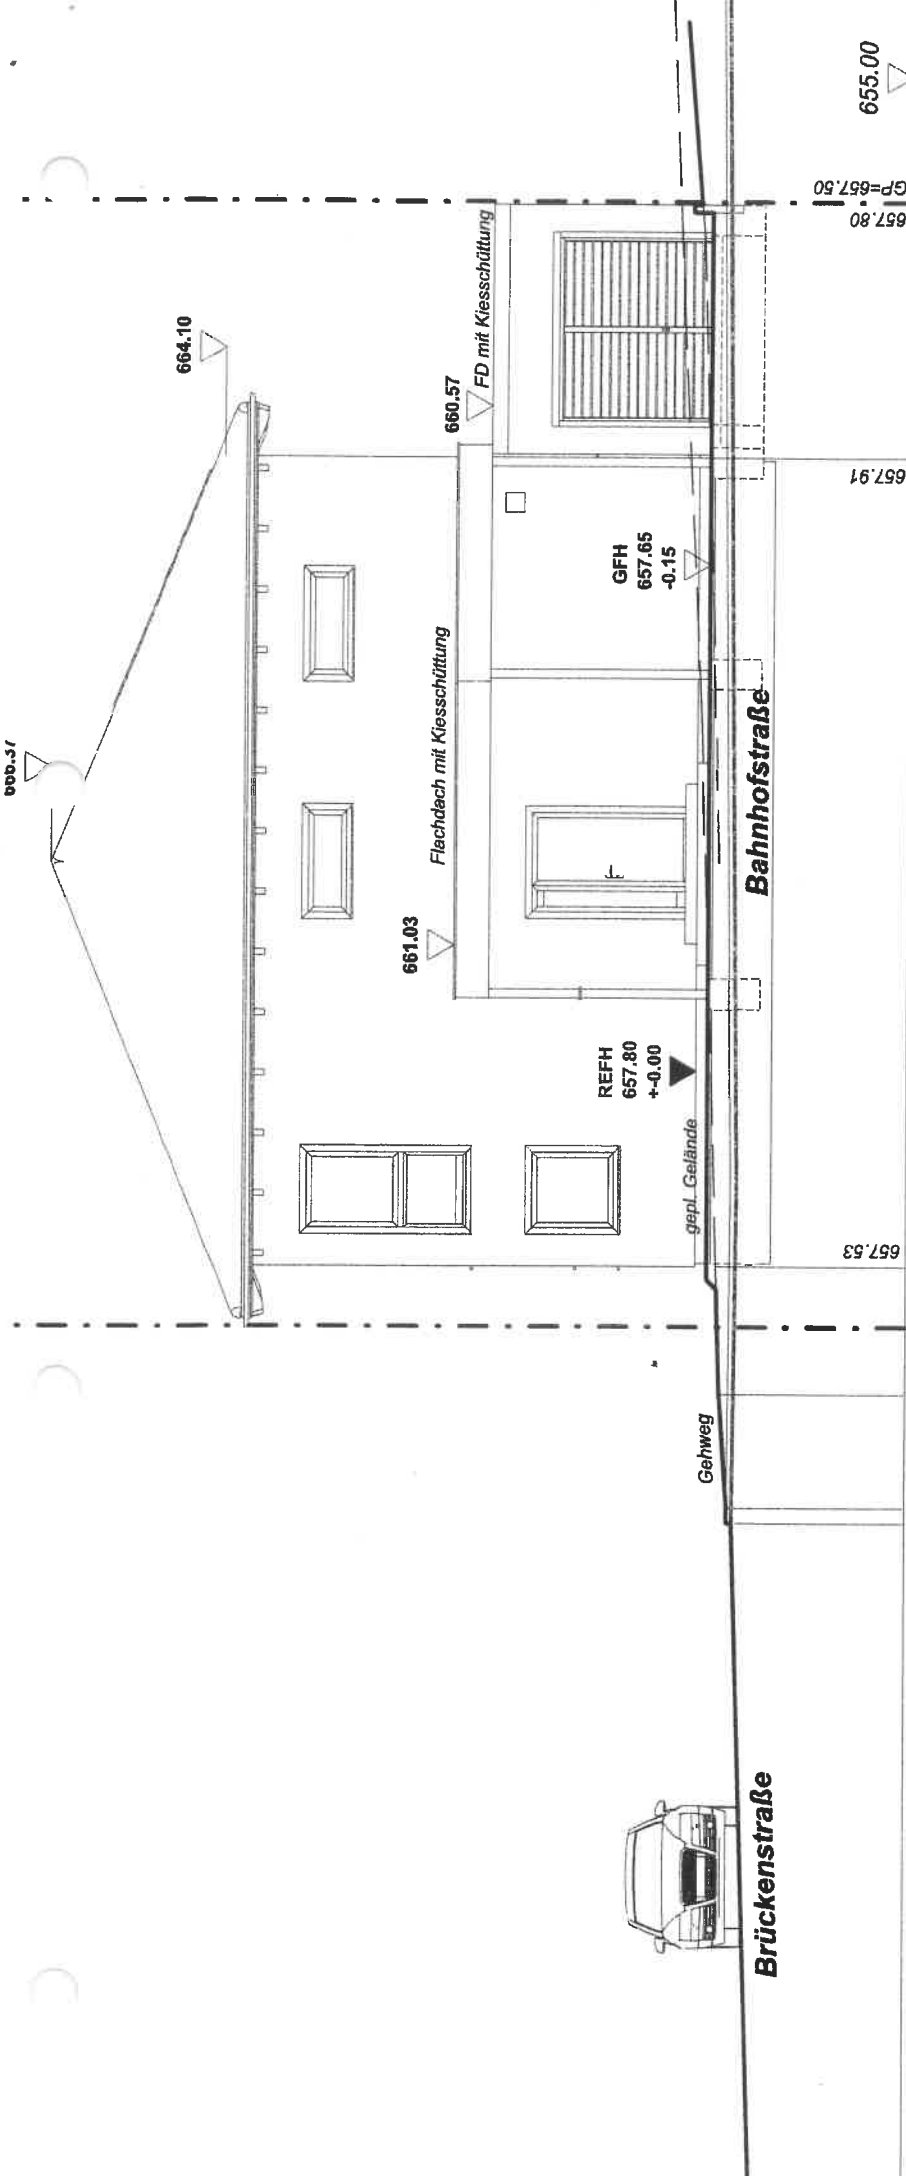 664.10
FD mit Kiesschüttung
660.57
Flachdach mit Kiesschüttung
661.03
GFH
657.65
-0.15
REFH
657.80
+-0.00
gepl. Gelände
Gehweg
Bahnhofstraße
Brückenstraße
655.00
GP=657.50
657.80
657.91
657.53